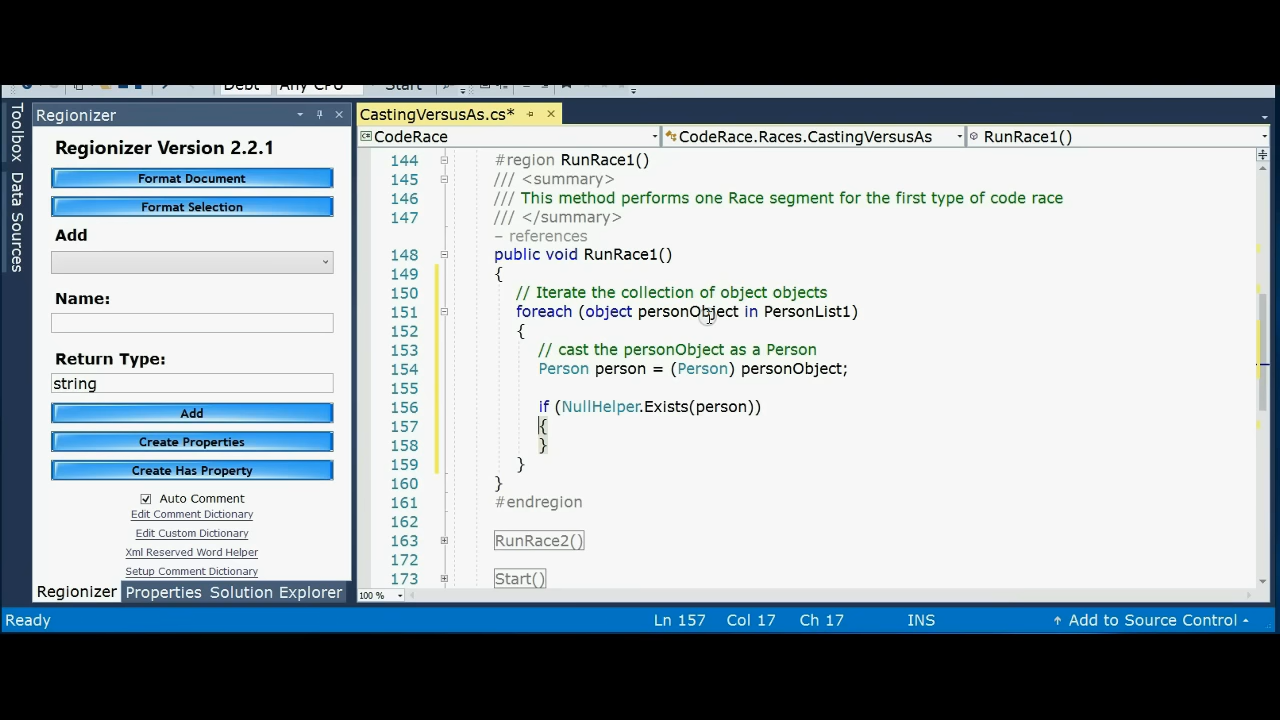 Debt Any CPU Start
Toolbox
Data Sources
Regionizer
Regionizer Version 2.2.1
Format Document
Format Selection
Add
Name:
Return Type:
string
Add
Create Properties
Create Has Property
Auto Comment
Edit Comment Dictionary
Edit Custom Dictionary
Xml Reserved Word Helper
Setup Comment Dictionary
Regionizer Properties Solution Explorer
CastingVersusAs.cs*
CodeRace CodeRace.Races.CastingVersusAs RunRace1()
144 #region RunRace1()
145 /// <summary>
146 /// This method performs one Race segment for the first type of code race
147 /// </summary>
– references
148 public void RunRace1()
149 {
150 // Iterate the collection of object objects
151 foreach (object personObject in PersonList1)
152 {
153 // cast the personObject as a Person
154 Person person = (Person) personObject;
155
156 if (NullHelper.Exists(person))
157 {
158 }
159 }
160 }
161 #endregion
162
163 RunRace2()
172
173 Start()
100 %
Ready Ln 157 Col 17 Ch 17 INS Add to Source Control